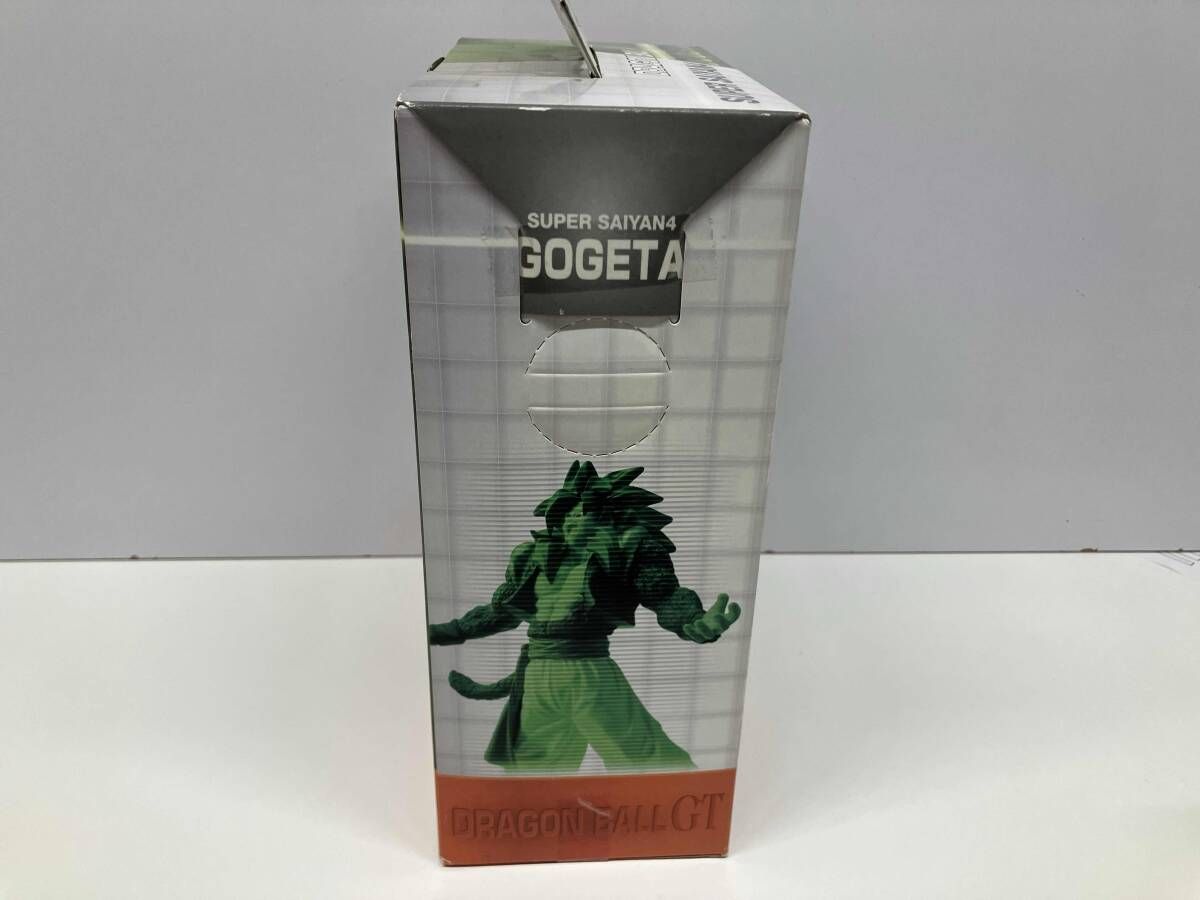 SUPER SAIYAN4
GOGETA
DRAGON BALL GT